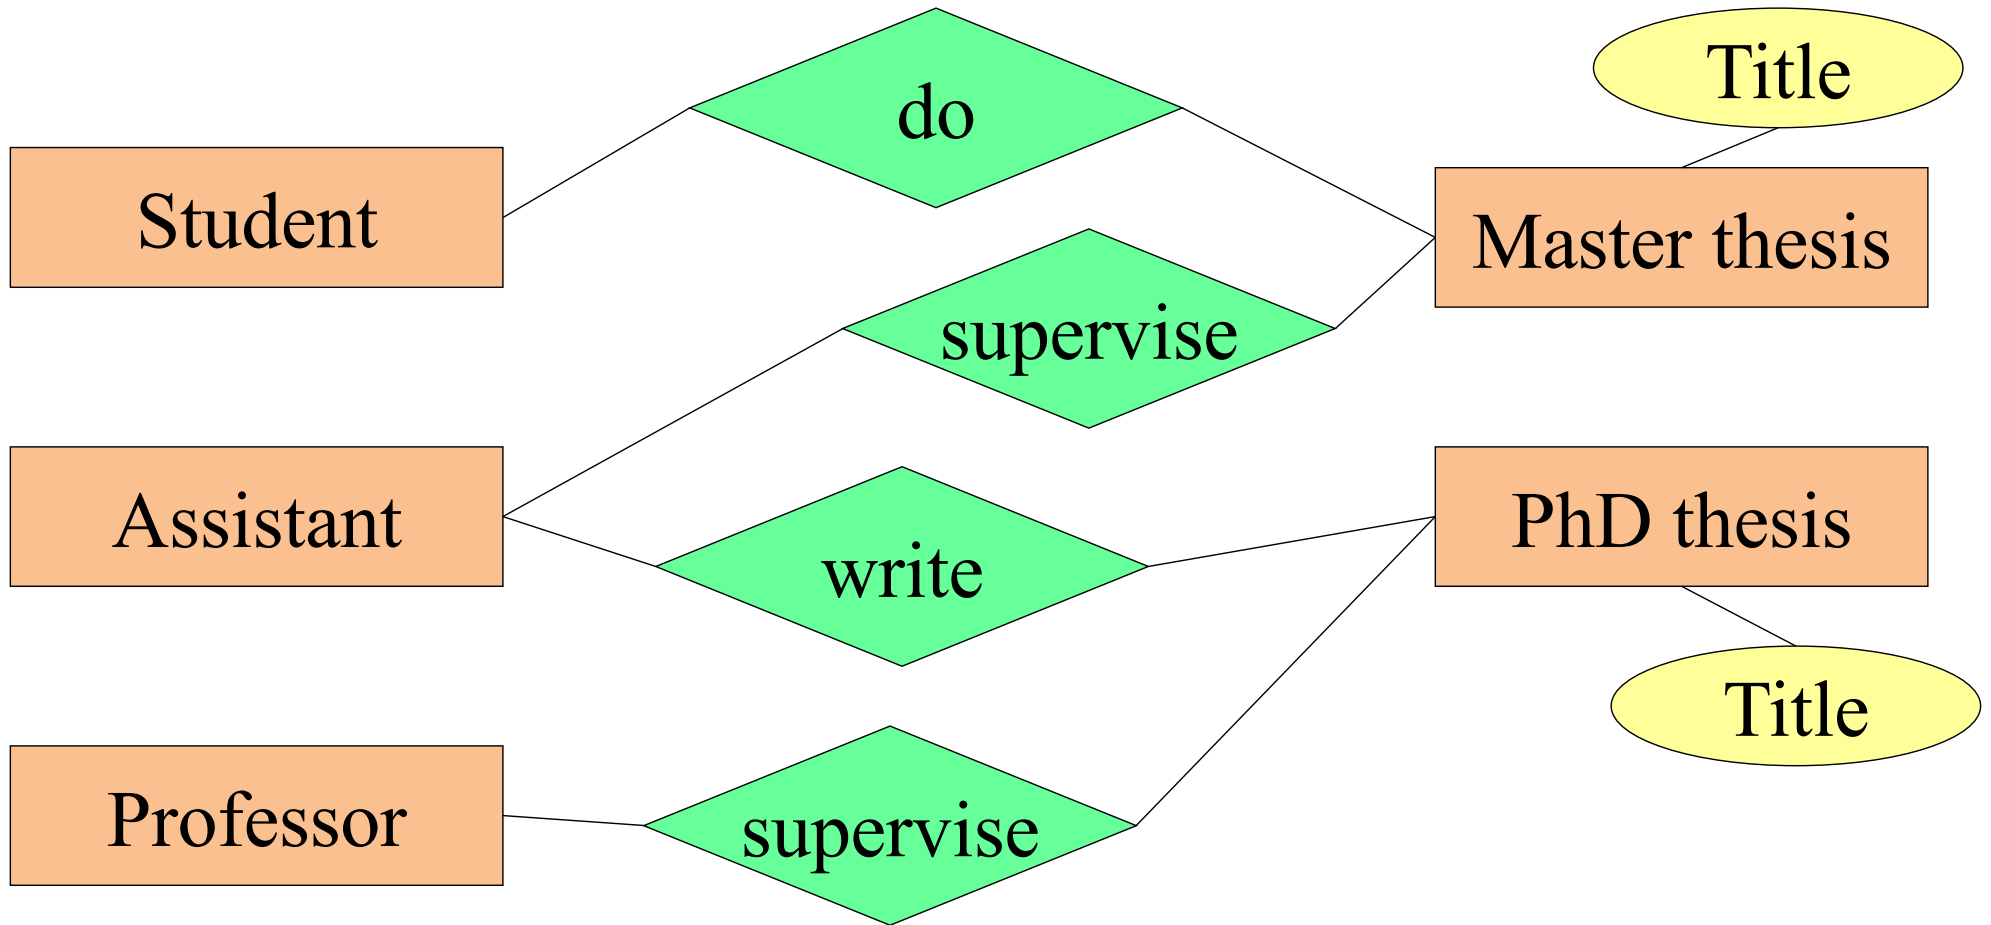 Title
do
Student
Master thesis
supervise
Assistant
PhD thesis
write
Title
Professor
supervise